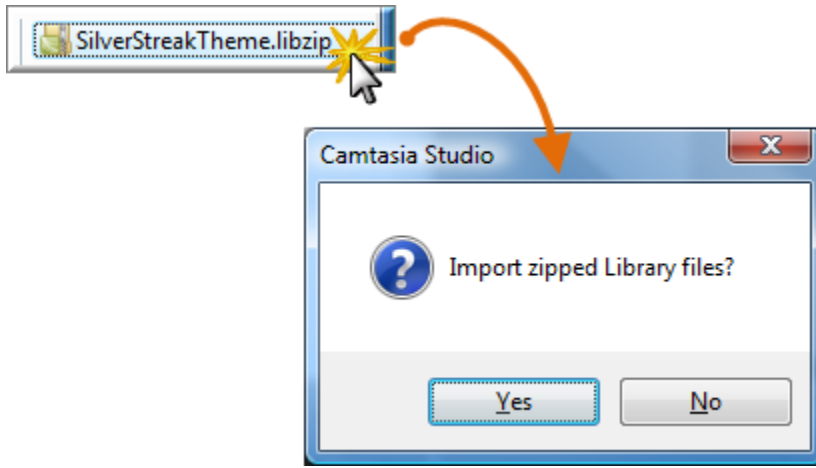 SilverStreakTheme.libzip
Camtasia Studio
Import zipped Library files?
Yes
No